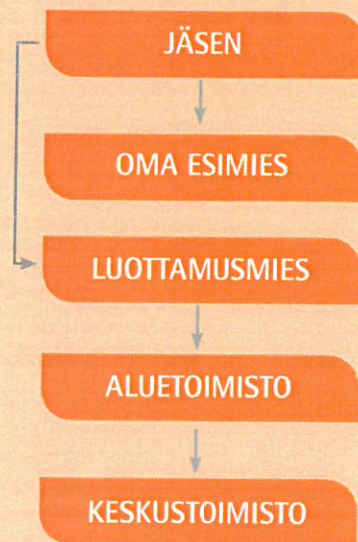 JÄSEN
OMA ESIMIES
LUOTTAMUSMIES
ALUETOIMISTO
KESKUSTOIMISTO